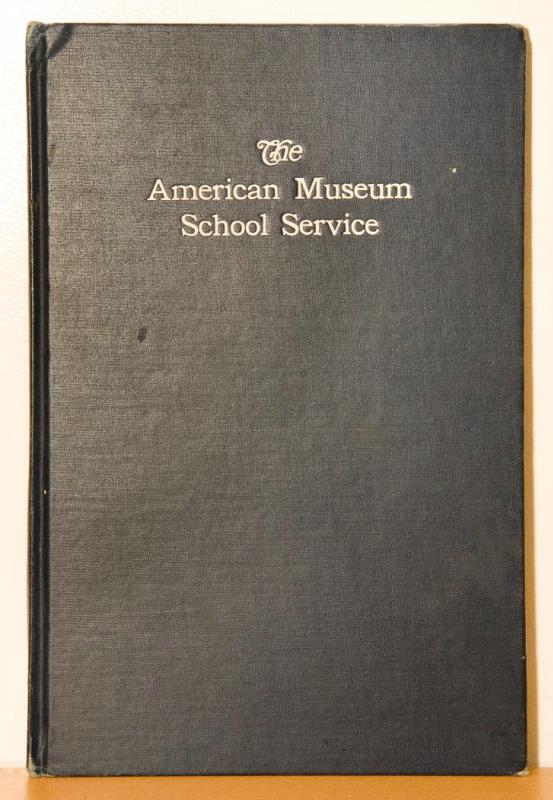 The
American Museum
School Service